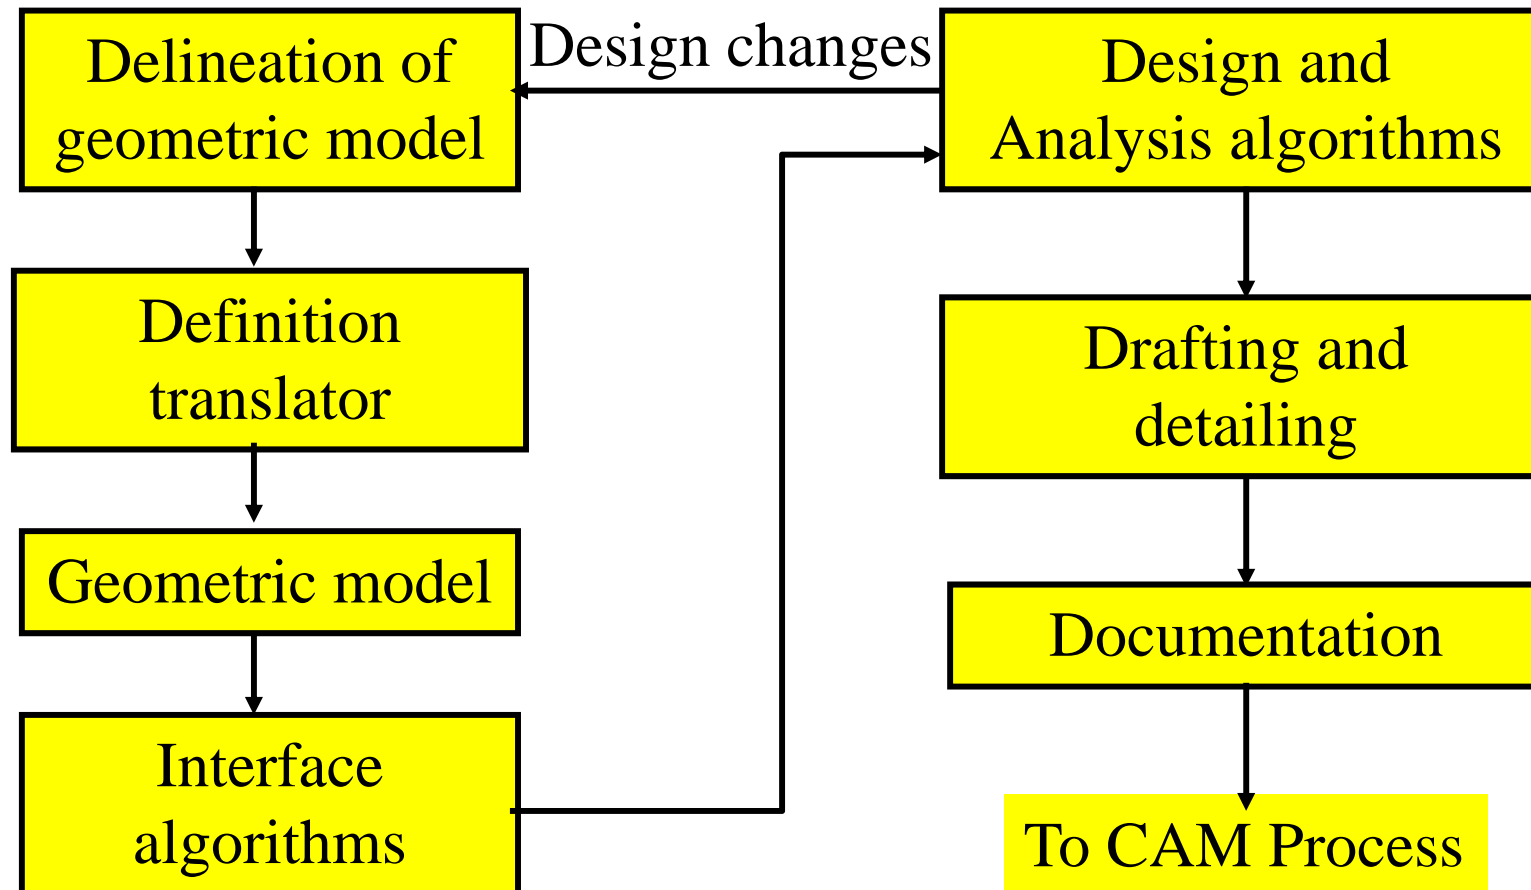 Delineation of
geometric model
Design changes
Design and
Analysis algorithms
Definition
translator
Drafting and
detailing
Geometric model
Documentation
Interface
algorithms
To CAM Process